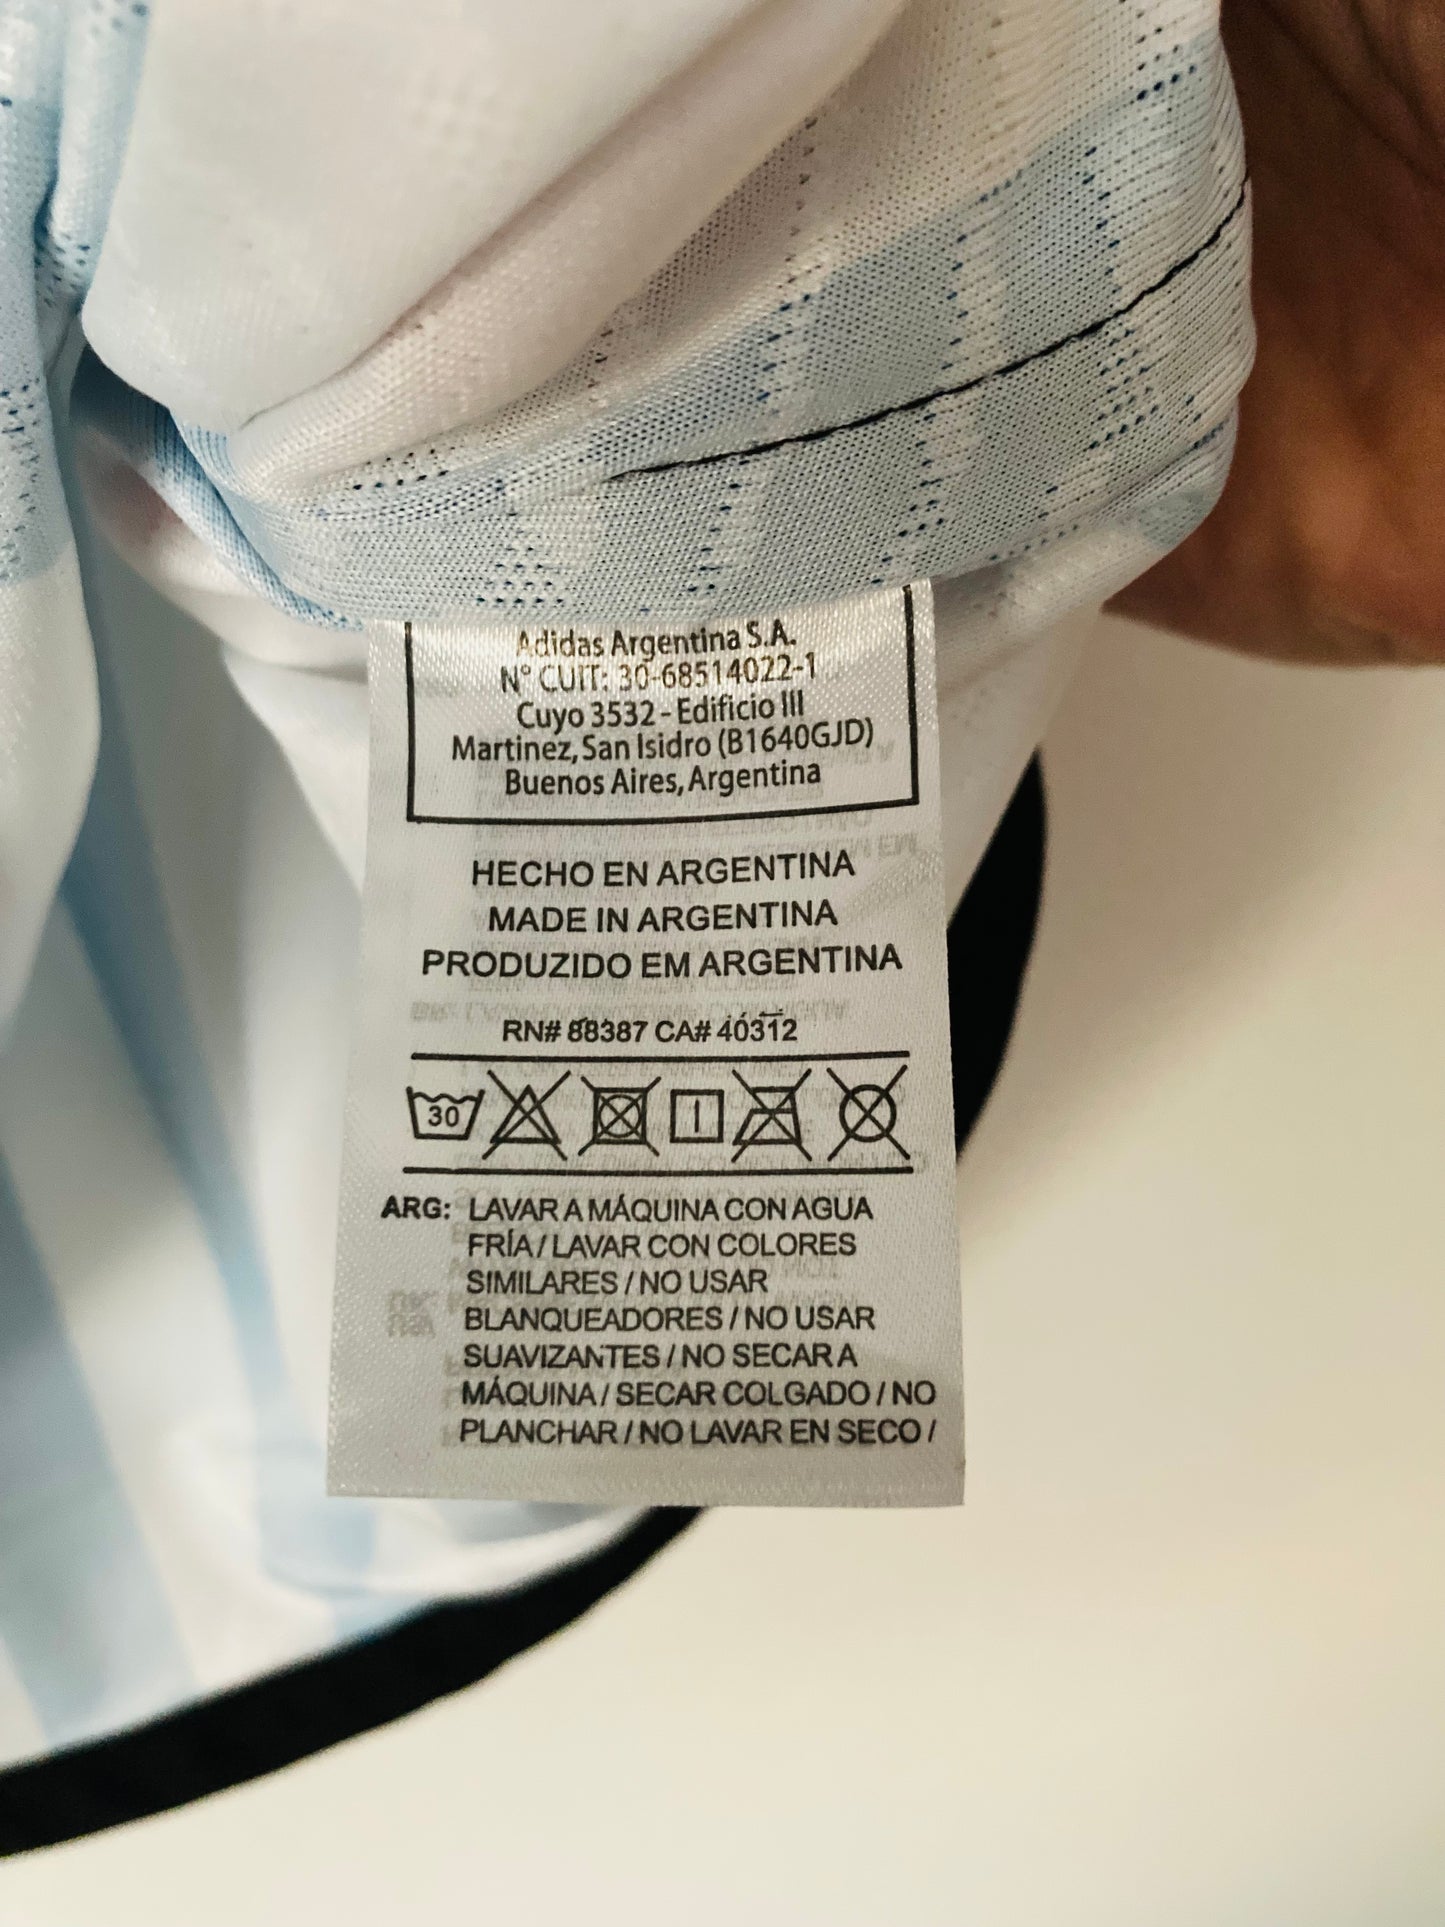 Adidas Argentina S.A.
N° CUIT: 30-68514022-1
Cuyo 3532 - Edificio III
Martinez, San Isidro (B1640GJD)
Buenos Aires, Argentina
HECHO EN ARGENTINA
MADE IN ARGENTINA
PRODUZIDO EM ARGENTINA
RN# 88387 CA# 40312
30
ARG: LAVAR A MÁQUINA CON AGUA
FRÍA / LAVAR CON COLORES
SIMILARES / NO USAR
BLANQUEADORES / NO USAR
SUAVIZANTES / NO SECAR A
MÁQUINA / SECAR COLGADO / NO
PLANCHAR / NO LAVAR EN SECO /